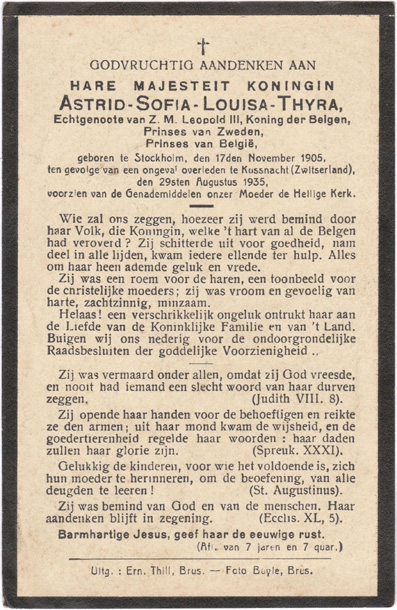 GODVRUCHTIG AANDENKEN AAN
HARE MAJESTEIT KONINGIN
ASTRID-SOFIA-LOUISA-THYRA,
Echtgenoote van Z. M. Leopold III, Koning der Belgen,
Prinses van Zweden,
Prinses van België,
geboren te Stockholm, den 17den November 1905,
ten gevolge van een ongeval overleden te Kussnacht (Zwitserland),
den 29sten Augustus 1935,
voorzien van de Genademiddelen onzer Moeder de Heilige Kerk.
Wie zal ons zeggen, hoezeer zij werd bemind door
haar Volk, die Koningin, welke 't hart van al de Belgen
had veroverd ? Zij schitterde uit voor goedheid, nam
deel in alle lijden, kwam iedere ellende ter hulp. Alles
om haar heen ademde geluk en vrede.
Zij was een roem voor de haren, een toonbeeld voor
de christelijke moeders; zij was vroom en gevoelig van
harte, zachtzinnig, minzaam.
Helaas ! een verschrikkelijk ongeluk ontrukt haar aan
de Liefde van de Koninklijke Familie en van 't Land.
Buigen wij ons nederig voor de ondoorgrondelijke
Raadsbesluiten der goddelijke Voorzienigheid ..
Zij was vermaard onder allen, omdat zij God vreesde,
en nooit had iemand een slecht woord van haar durven
zeggen, (Judith VIII. 8).
Zij opende hare handen voor de behoeftigen en reikte
ze den armen; uit haar mond kwam de wijsheid, en de
goedertierenheid regelde haar woorden : haar daden
zullen haar glorie zijn. (Spreuk. XXXI).
Gelukkig de kinderen, voor wie het voldoende is, zich
hun moeder te herinneren, om de beoefening, van alle
deugden te leeren ! (St. Augustinus).
Zij was bemind van God en van de menschen. Haar
aandenken blijft in zegening. (Ecclis. XL, 5).
Barmhartige Jesus, geef haar de eeuwige rust.
(Afl. van 7 jaren en 7 quar.)
Uitg. : Ern. Thill, Brus. — Foto Buyle, Brus.